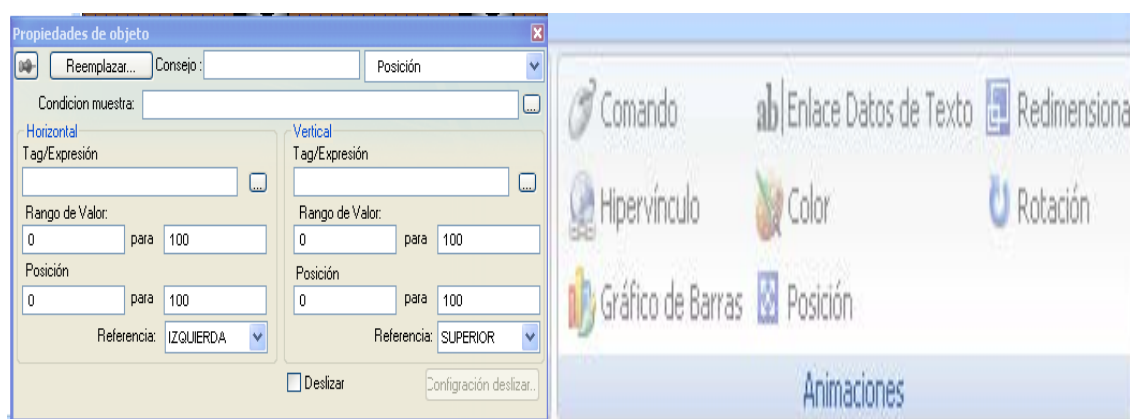 Propiedades de objeto
Reemplazar... Consejo : Posición
Condicion muestra: ...
Horizontal
Tag/Expresión
...
Rango de Valor:
0 para 100
Posición
0 para 100
Referencia: IZQUIERDA
Vertical
Tag/Expresión
...
Rango de Valor:
0 para 100
Posición
0 para 100
Referencia: SUPERIOR
Deslizar Configración deslizar..
Comando ab Enlace Datos de Texto Redimensiona
Hipervínculo Color Rotación
Gráfico de Barras Posición
Animaciones